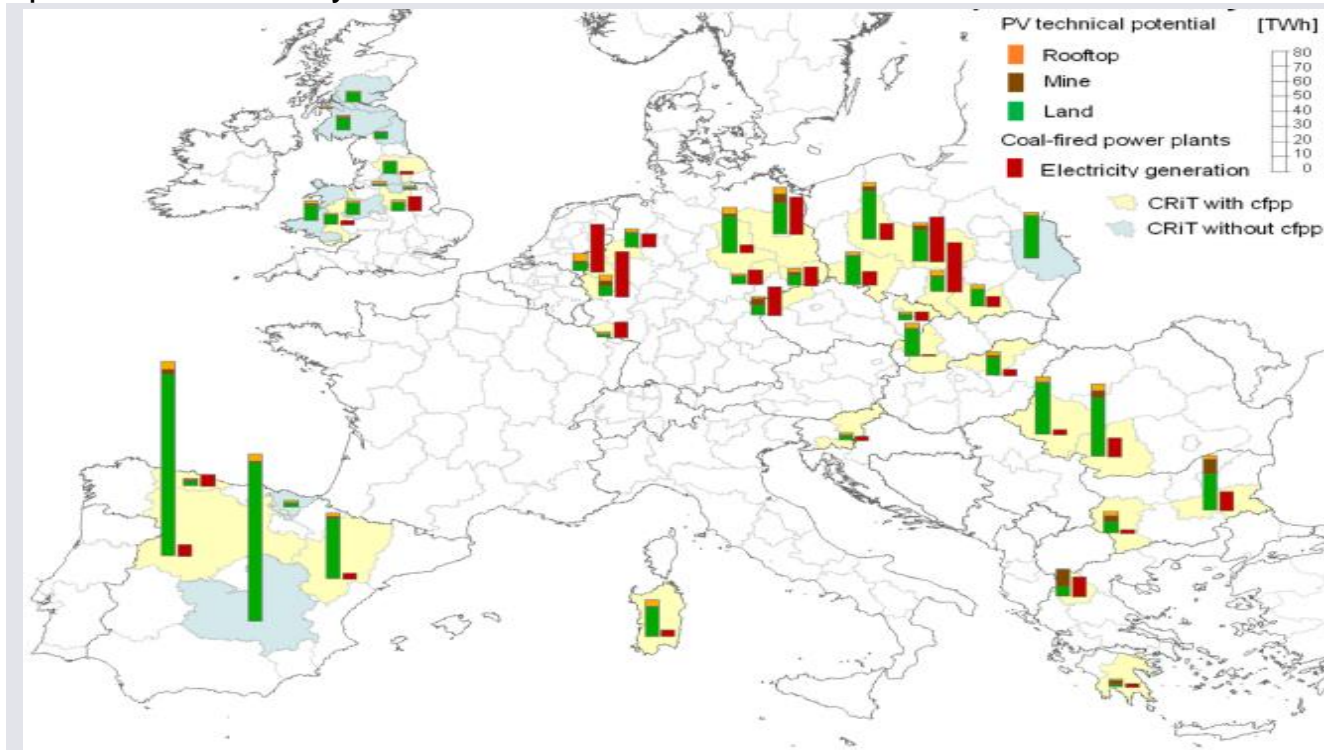 PV technical potential [TWh]
Rooftop
Mine
Land
Coal-fired power plants
Electricity generation
CRiT with cfpp
CRiT without cfpp
80
70
60
50
40
30
20
10
0